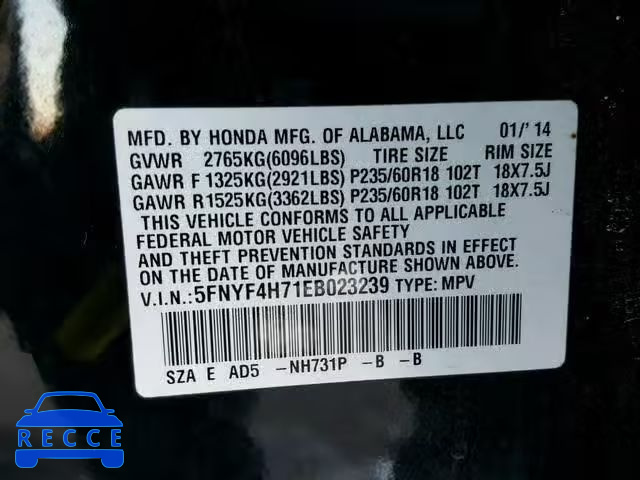 MFD. BY HONDA MFG. OF ALABAMA, LLC 01/'14
GVWR 2765KG(6096LBS) TIRE SIZE RIM SIZE
GAWR F 1325KG(2921LBS) P235/60R18 102T 18X7.5J
GAWR R1525KG(3362LBS) P235/60R18 102T 18X7.5J
THIS VEHICLE CONFORMS TO ALL APPLICABLE
FEDERAL MOTOR VEHICLE SAFETY
AND THEFT PREVENTION STANDARDS IN EFFECT
ON THE DATE OF MANUFACTURE SHOWN ABOVE.
V.I.N.:5FNYF4H71EB023239 TYPE: MPV
SZA E AD5 -NH731P -B -B
RECCE